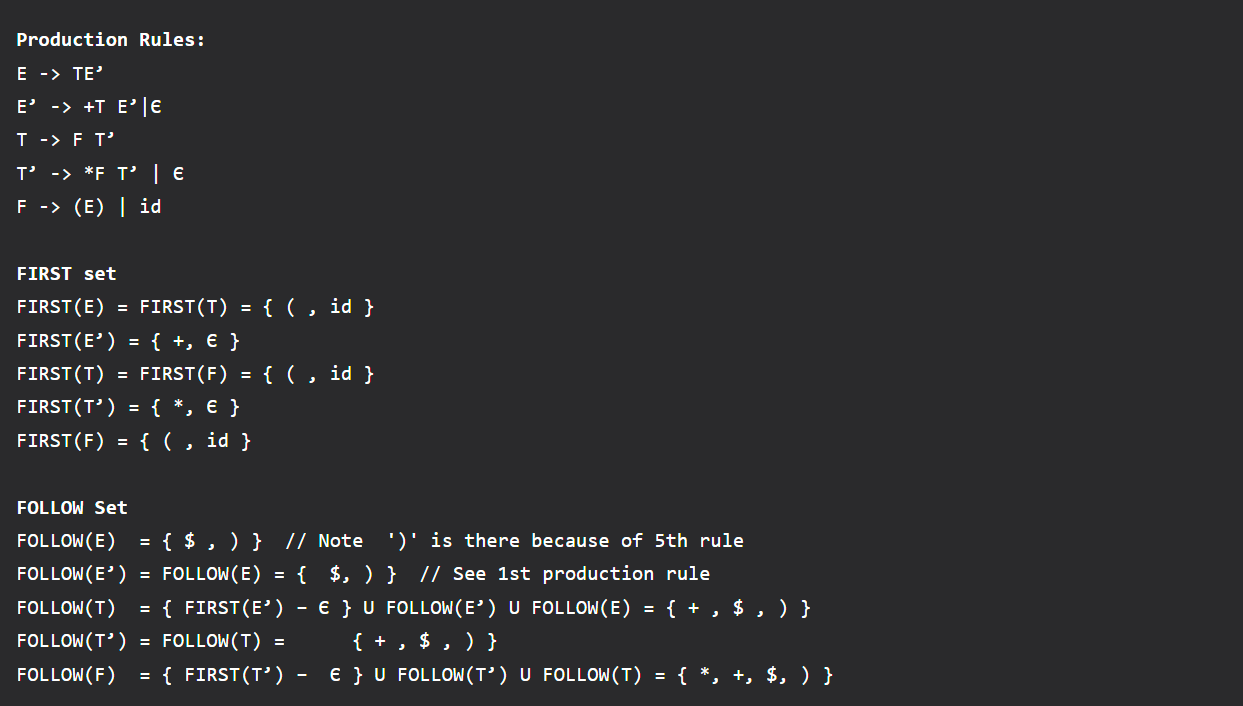 Production Rules:
E -> TE’
E’ -> +T E’|Є
T -> F T’
T’ -> *F T’ | Є
F -> (E) | id
FIRST set
FIRST(E) = FIRST(T) = { ( , id }
FIRST(E’) = { +, Є }
FIRST(T) = FIRST(F) = { ( , id }
FIRST(T’) = { *, Є }
FIRST(F) = { ( , id }
FOLLOW Set
FOLLOW(E)  = { $ , ) }  // Note  ')' is there because of 5th rule
FOLLOW(E’) = FOLLOW(E) = {  $, ) }  // See 1st production rule
FOLLOW(T)  = { FIRST(E’) – Є } U FOLLOW(E’) U FOLLOW(E) = { + , $ , ) }
FOLLOW(T’) = FOLLOW(T) =      { + , $ , ) }
FOLLOW(F)  = { FIRST(T’) –  Є } U FOLLOW(T’) U FOLLOW(T) = { *, +, $, ) }